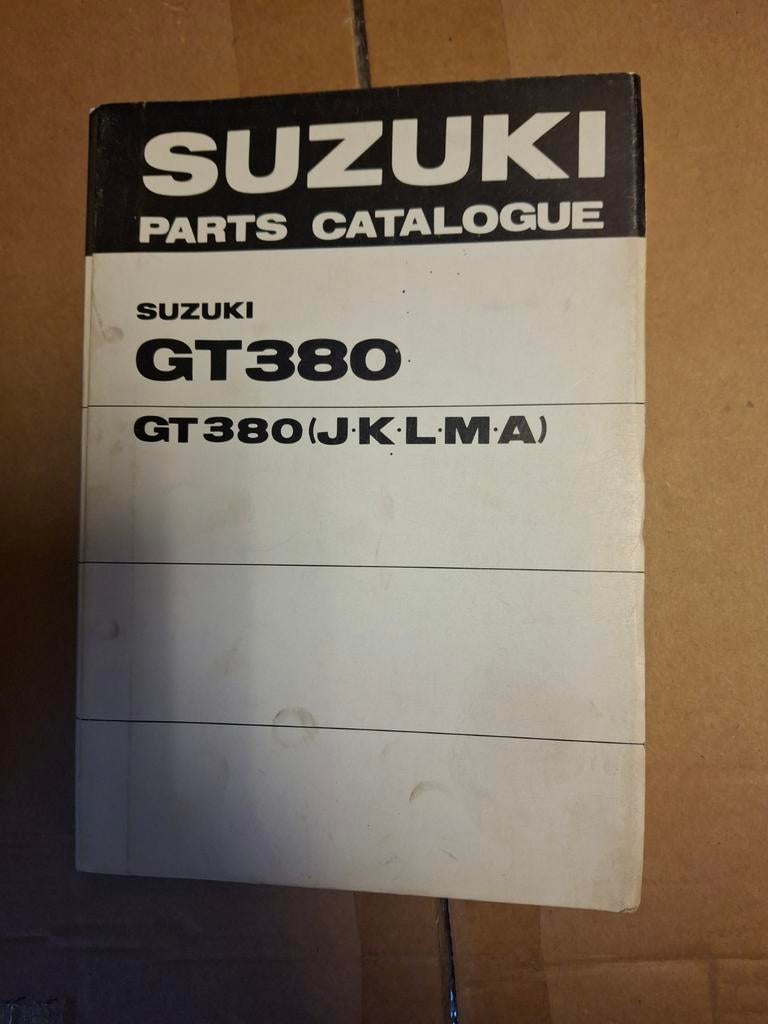 SUZUKI
PARTS CATALOGUE
SUZUKI
GT380
GT380(J·K·L·M·A)